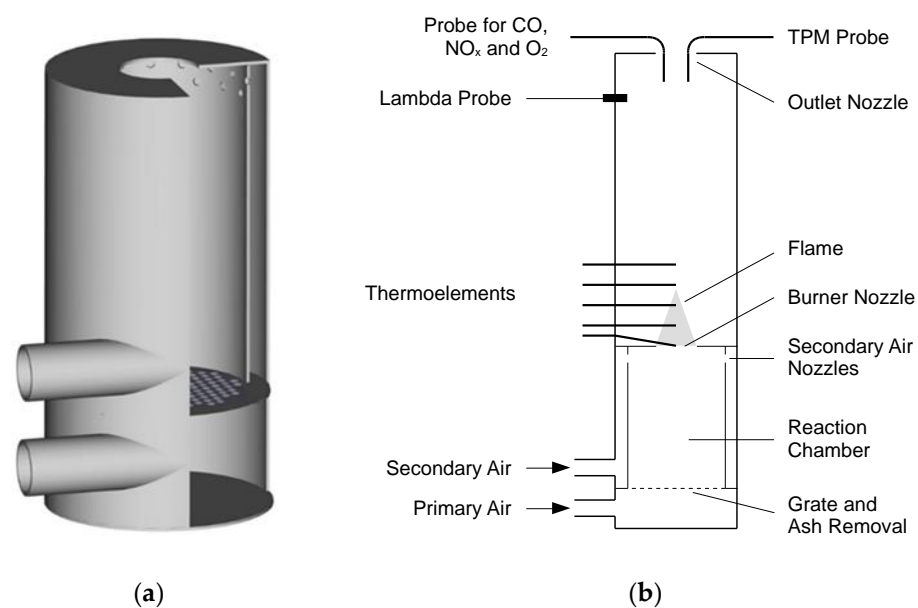 Probe for CO,
NOx and O2
TPM Probe
Lambda Probe
Outlet Nozzle
Flame
Thermoelements
Burner Nozzle
Secondary Air
Nozzles
Reaction
Chamber
Secondary Air
Primary Air
Grate and
Ash Removal
(a)
(b)